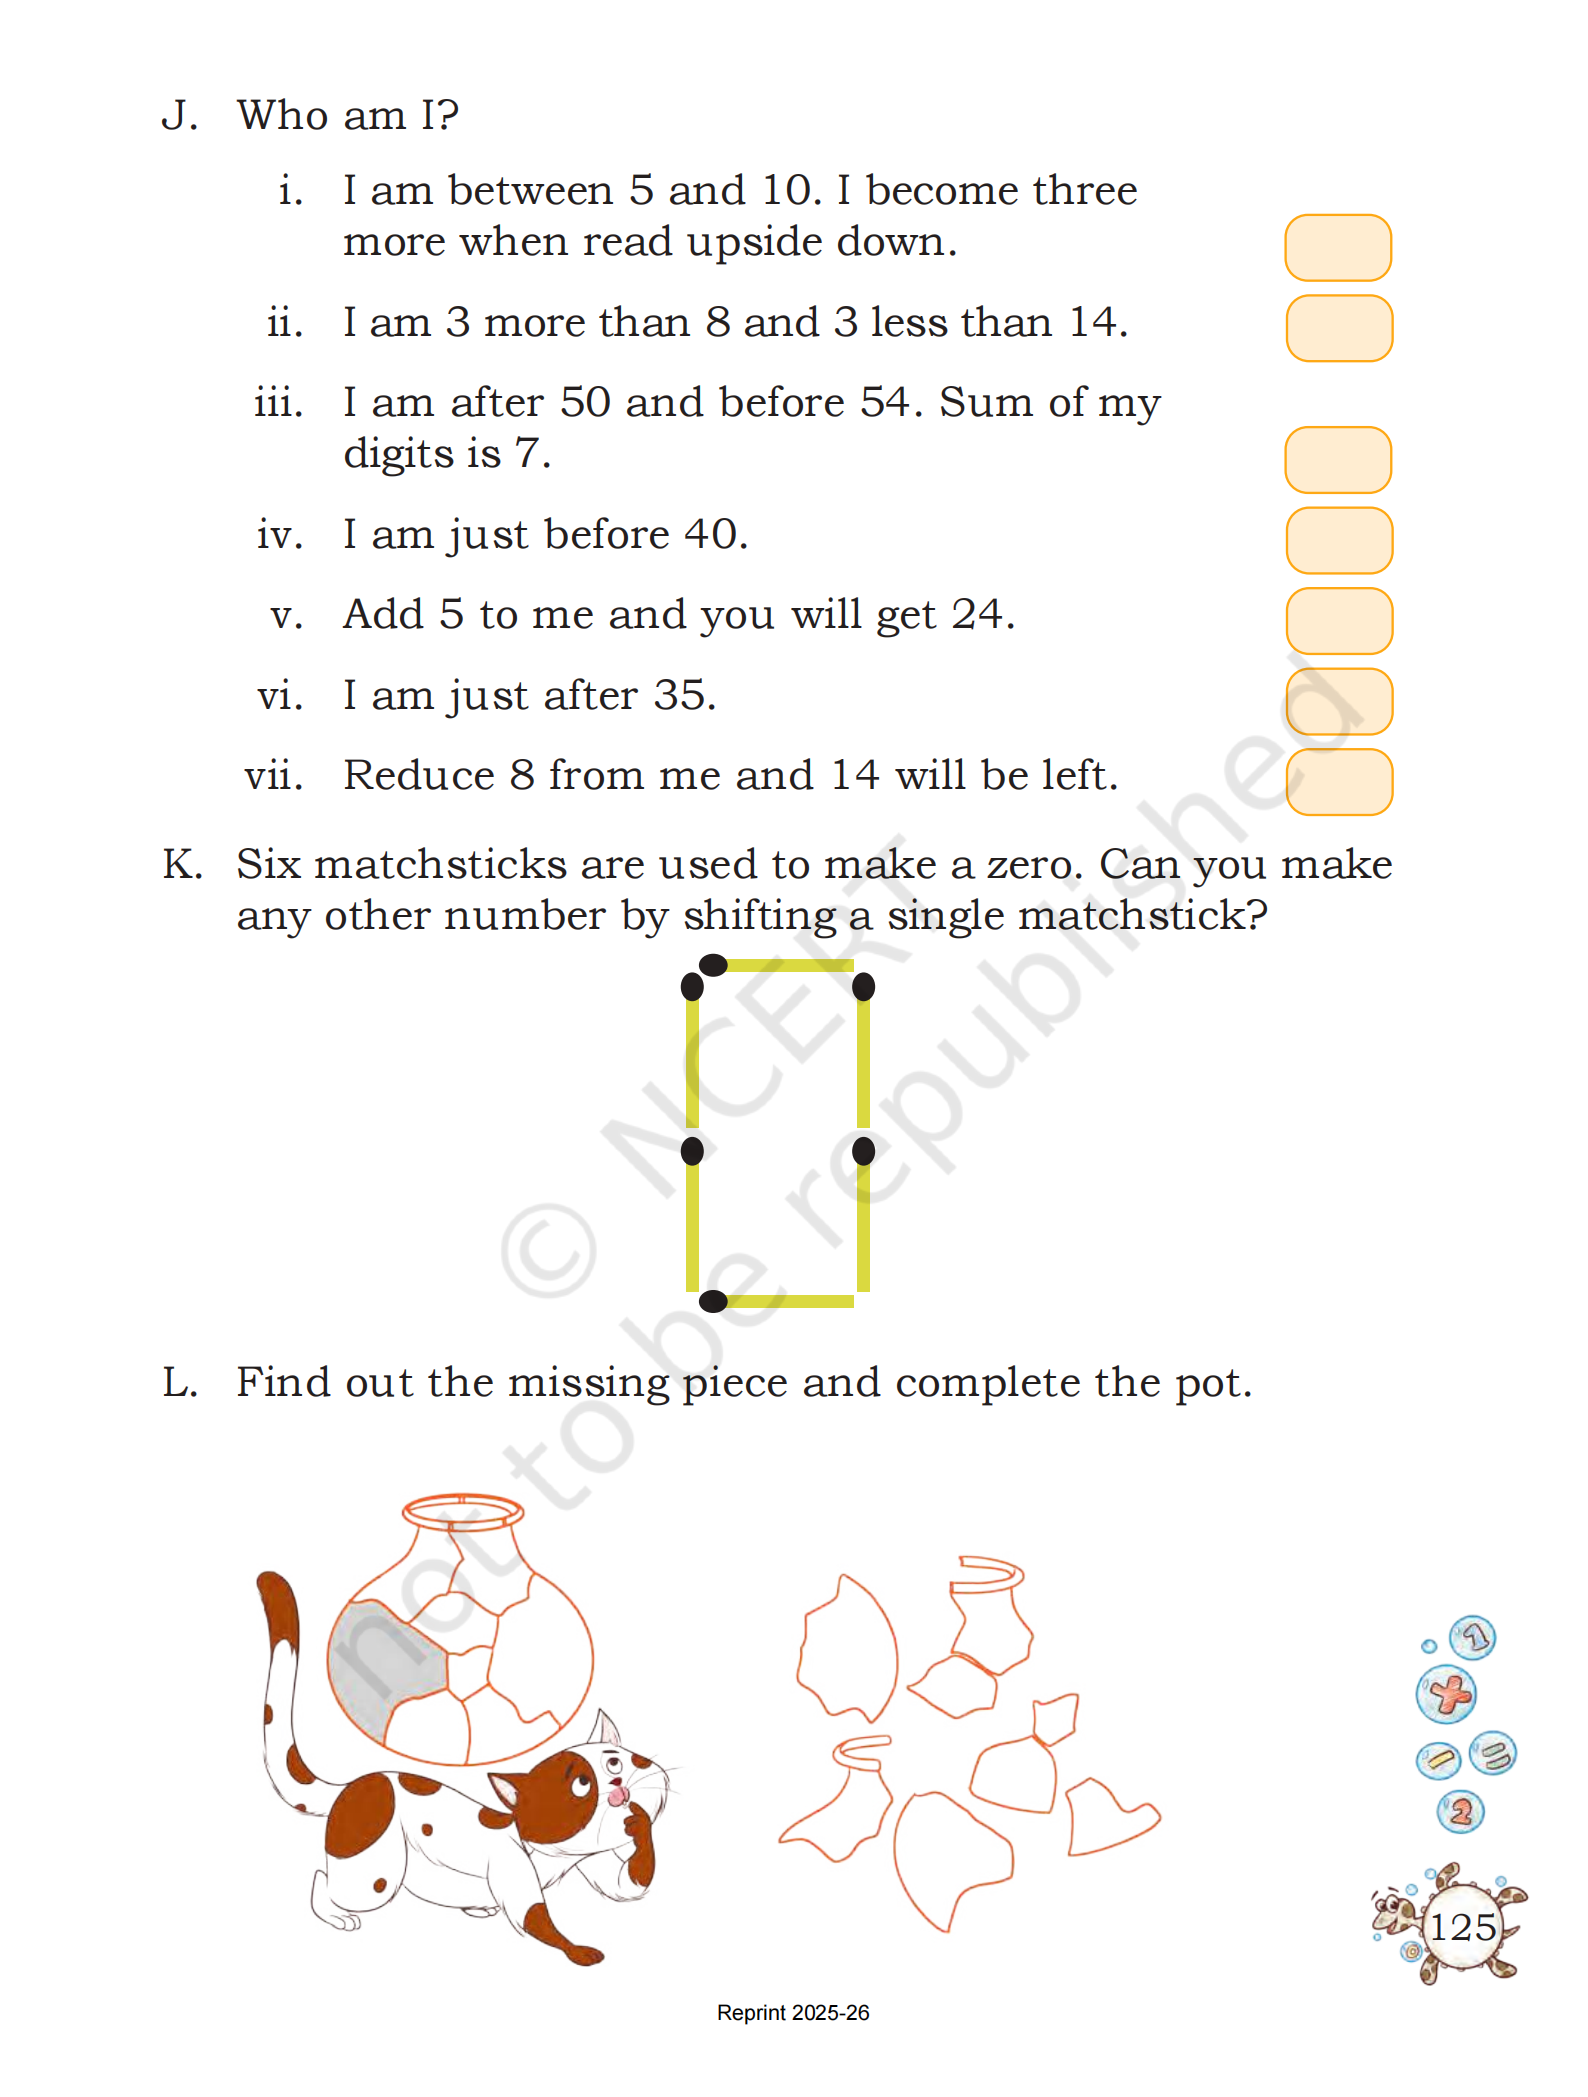 J. Who am I?
i. I am between 5 and 10. I become three
more when read upside down.
ii. I am 3 more than 8 and 3 less than 14.
iii. I am after 50 and before 54. Sum of my
digits is 7.
iv. I am just before 40.
v. Add 5 to me and you will get 24.
vi. I am just after 35.
vii. Reduce 8 from me and 14 will be left.
K. Six matchsticks are used to make a zero. Can you make
any other number by shifting a single matchstick?
L. Find out the missing piece and complete the pot.
© NCERT
not to be republished
1
+
- =
2
125
Reprint 2025-26